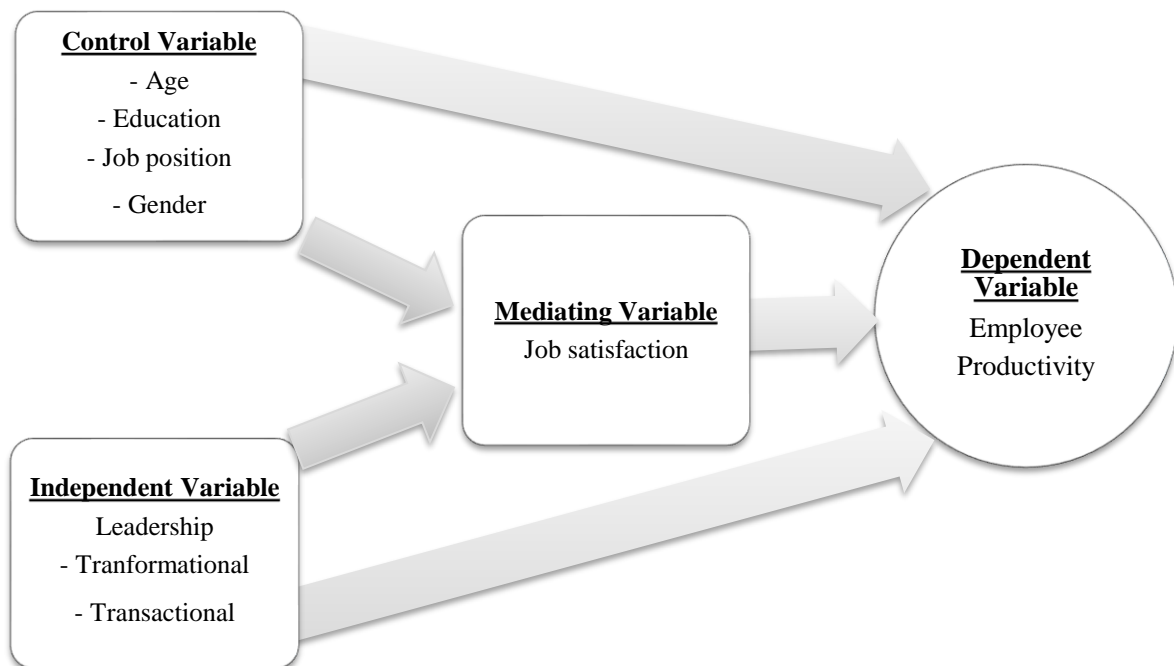 Control Variable
- Age
- Education
- Job position
- Gender
Mediating Variable
Job satisfaction
Dependent
Variable
Employee
Productivity
Independent Variable
Leadership
- Tranformational
- Transactional